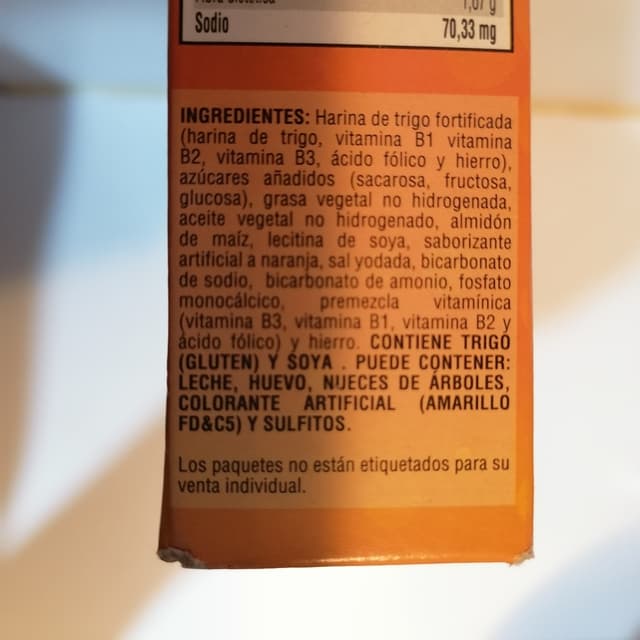 1,67 g
Sodio 70,33 mg
INGREDIENTES: Harina de trigo fortificada
(harina de trigo, vitamina B1 vitamina
B2, vitamina B3, ácido fólico y hierro),
azúcares añadidos (sacarosa, fructosa,
glucosa), grasa vegetal no hidrogenada,
aceite vegetal no hidrogenado, almidón
de maíz, lecitina de soya, saborizante
artificial a naranja, sal yodada, bicarbonato
de sodio, bicarbonato de amonio, fosfato
monocálcico, premezcla vitamínica
(vitamina B3, vitamina B1, vitamina B2 y
ácido fólico) y hierro. CONTIENE TRIGO
(GLUTEN) Y SOYA . PUEDE CONTENER:
LECHE, HUEVO, NUECES DE ÁRBOLES,
COLORANTE ARTIFICIAL (AMARILLO
FD&C5) Y SULFITOS.
Los paquetes no están etiquetados para su
venta individual.